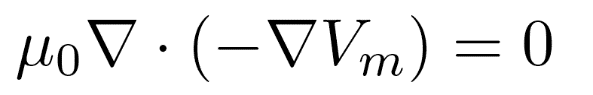 μ₀∇ · (−∇Vₘ) = 0